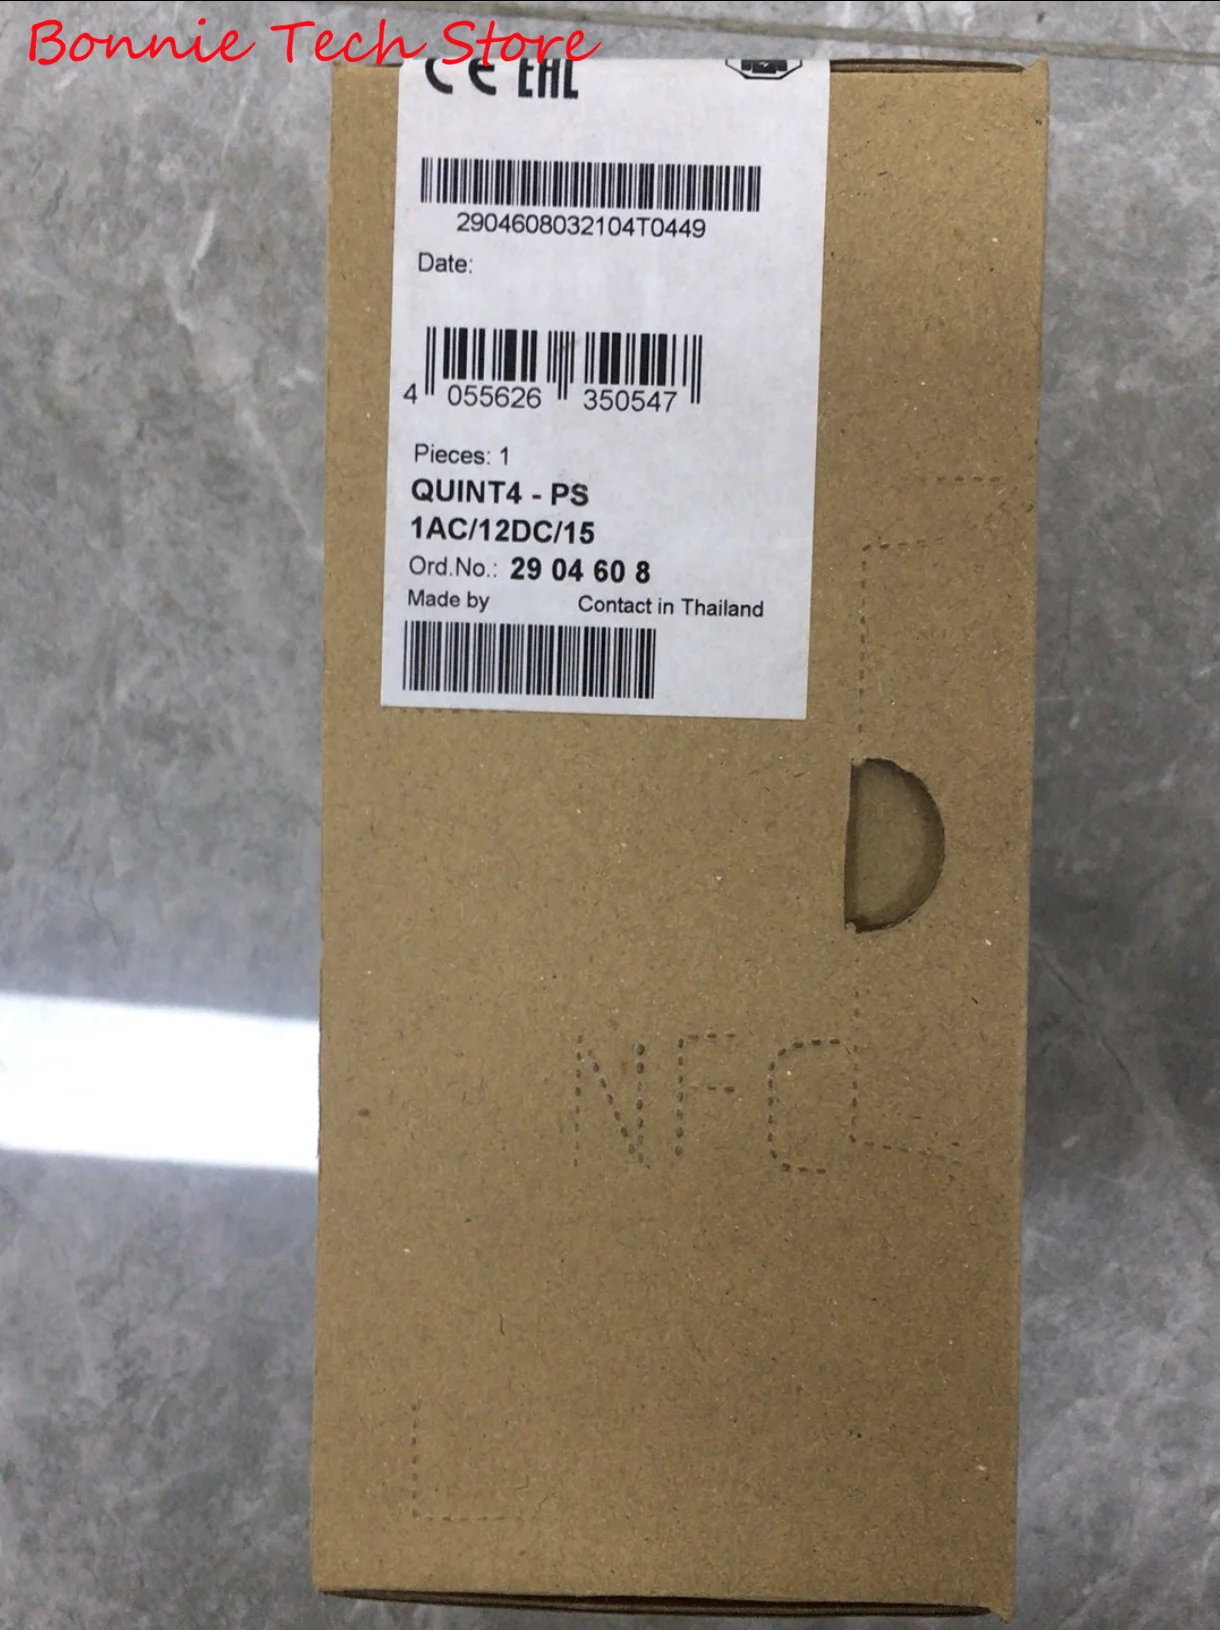 Bonnie Tech Store
CE EAC
2904608032104T0449
Date:
4 055626 350547
Pieces: 1
QUINT4 - PS
1AC/12DC/15
Ord.No.: 29 04 60 8
Made by Contact in Thailand
NFC